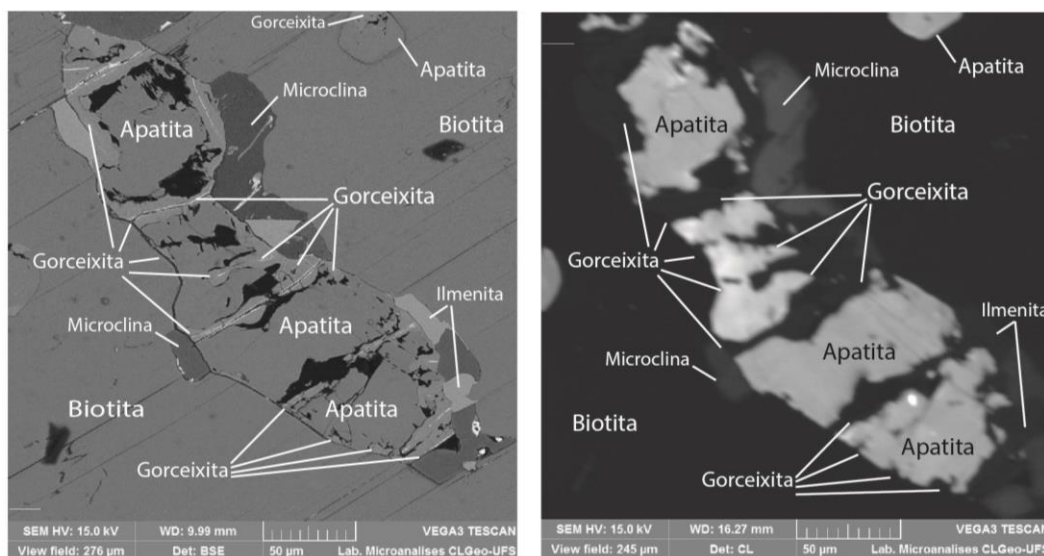 Gorceixita
Apatita
Microclina
Apatita
Biotita
Gorceixita
Gorceixita
Ilmenita
Microclina
Apatita
Biotita
Apatita
Gorceixita
SEM HV: 15.0 kV WD: 9.99 mm VEGA3 TESCAN
View field: 276 µm Det: BSE 50 µm Lab. Microanalises CLGeo-UFS
Microclina
Apatita
Apatita
Biotita
Gorceixita
Gorceixita
Ilmenita
Microclina
Apatita
Biotita
Apatita
Gorceixita
SEM HV: 15.0 kV WD: 16.27 mm VEGA3 TESCAN
View field: 245 µm Det: CL 50 µm Lab. Microanalises CLGeo-UFS